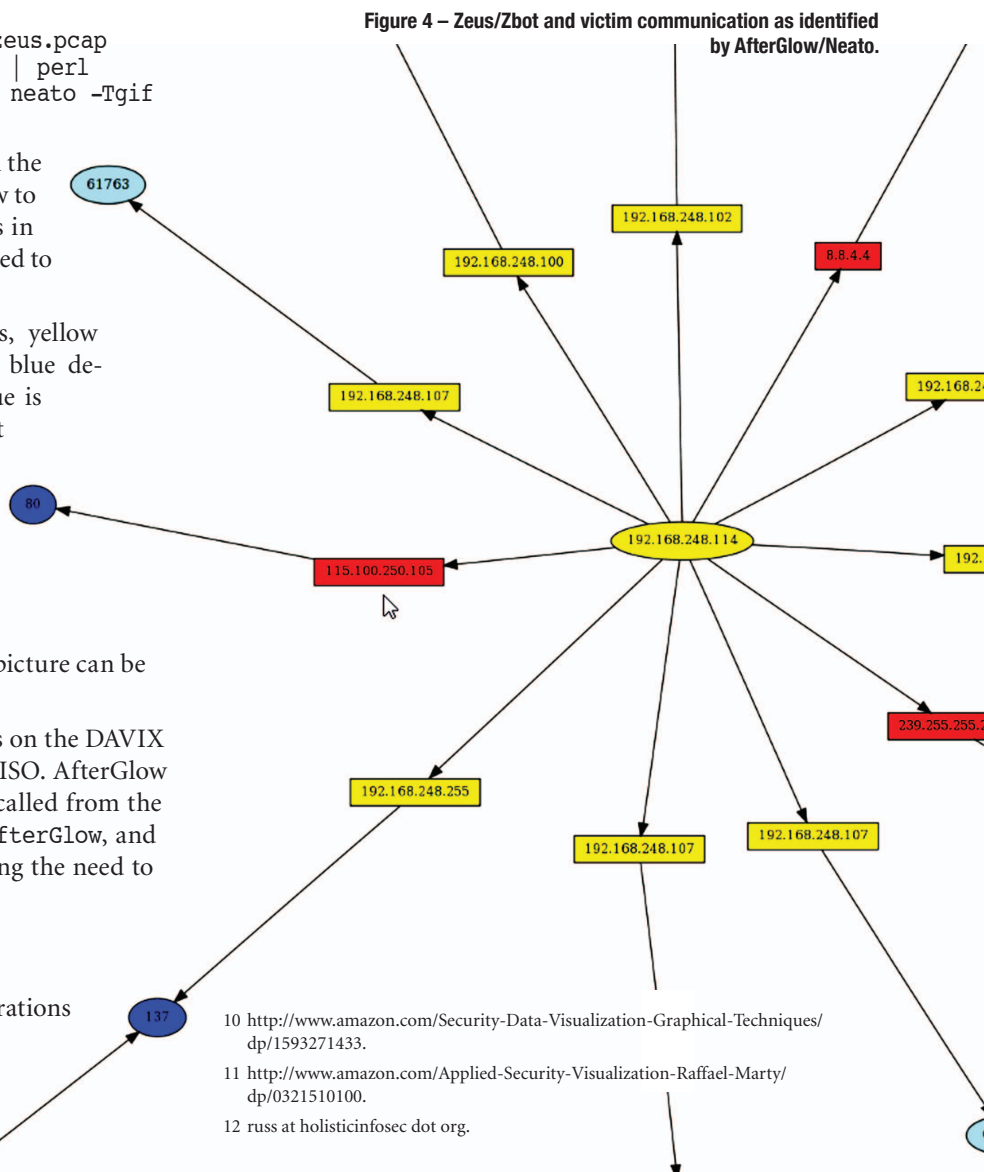 Figure 4 – Zeus/Zbot and victim communication as identified
by AfterGlow/Neato.
zeus.pcap
| perl
neato –Tgif
the
to
in
ed to
yellow
blue de-
is
picture can be
on the DAVIX
ISO. AfterGlow
called from the
fterGlow, and
ng the need to
rations
61763
192.168.248.102
192.168.248.100
8.8.4.4
192.168.248.107
192.168.24
80
192.168.248.114
115.100.250.105
192.
239.255.255.2
192.168.248.255
192.168.248.107
192.168.248.107
137
10 http://www.amazon.com/Security-Data-Visualization-Graphical-Techniques/
dp/1593271433.
11 http://www.amazon.com/Applied-Security-Visualization-Raffael-Marty/
dp/0321510100.
12 russ at holisticinfosec dot org.